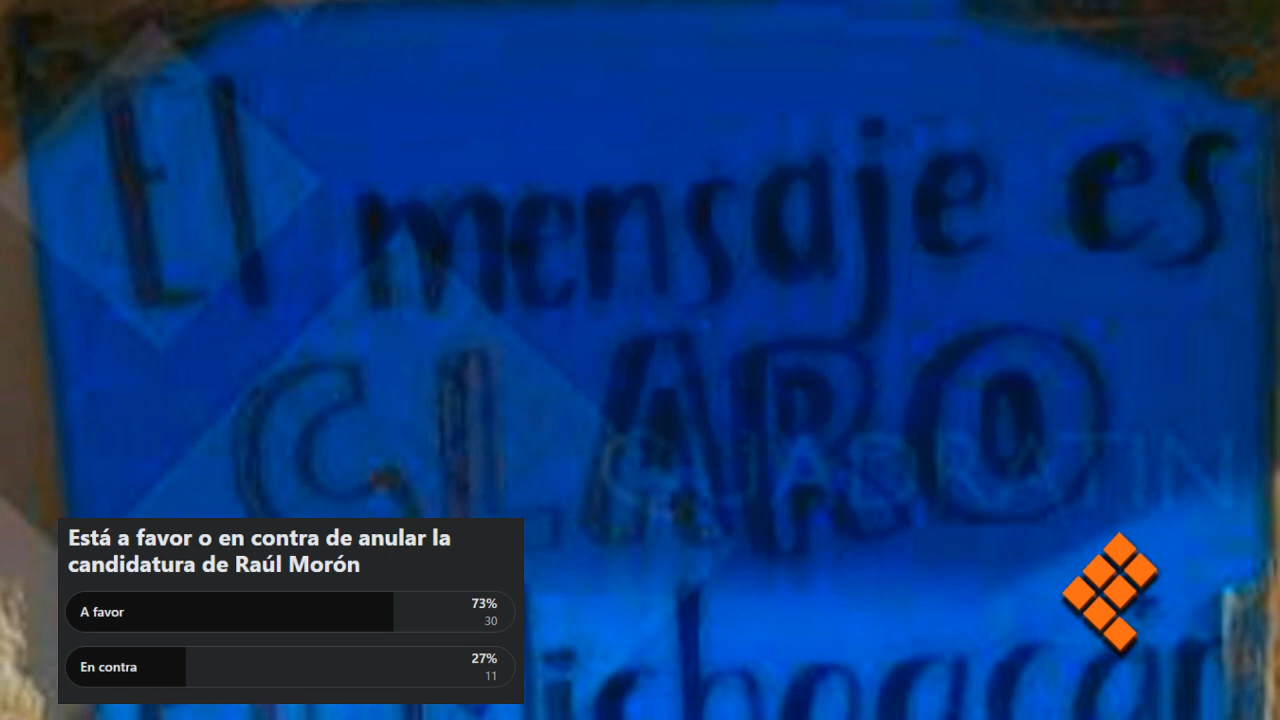 El mensaje es
CLARO
QUADRATIN
Está a favor o en contra de anular la
candidatura de Raúl Morón
A favor
73%
30
En contra
27%
11